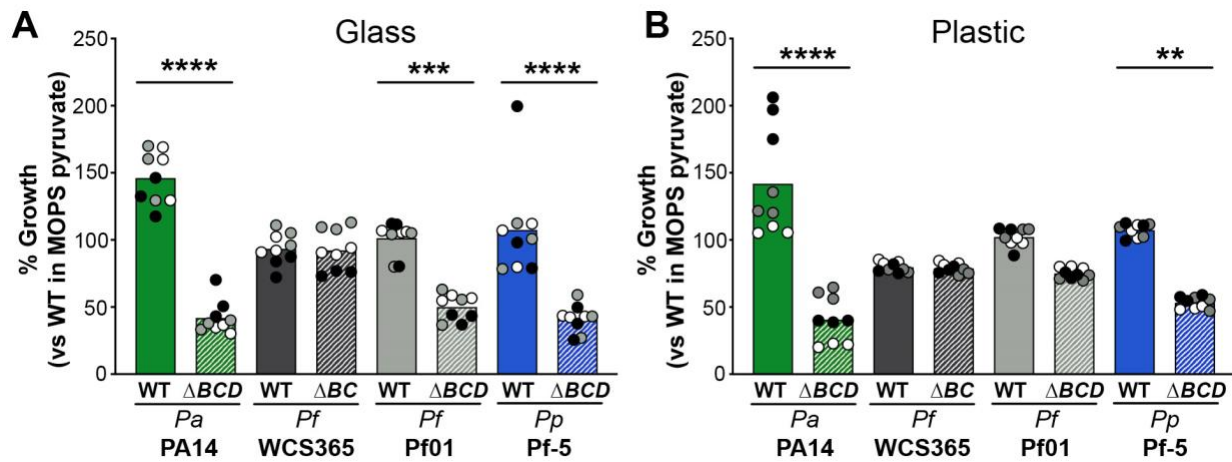 A
Glass
% Growth
(vs WT in MOPS pyruvate)
250
200
150
100
50
0
****
***
****
WT ΔBCD WT ΔBC WT ΔBCD WT ΔBCD
Pa Pf Pf Pp
PA14 WCS365 Pf01 Pf-5
B
Plastic
% Growth
(vs WT in MOPS pyruvate)
250
200
150
100
50
0
****
**
WT ΔBCD WT ΔBC WT ΔBCD WT ΔBCD
Pa Pf Pf Pp
PA14 WCS365 Pf01 Pf-5